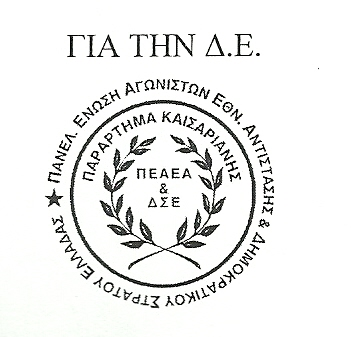 ΓΙΑ ΤΗΝ Δ.Ε.
★ ΠΑΝΕΛ. ΕΝΩΣΗ ΑΓΩΝΙΣΤΩΝ ΕΘΝ. ΑΝΤΙΣΤΑΣΗΣ & ΔΗΜΟΚΡΑΤΙΚΟΥ ΣΤΡΑΤΟΥ ΕΛΛΑΔΑΣ
ΠΑΡΑΡΤΗΜΑ ΚΑΙΣΑΡΙΑΝΗΣ
ΠΕΑΕΑ
&
ΔΣΕ